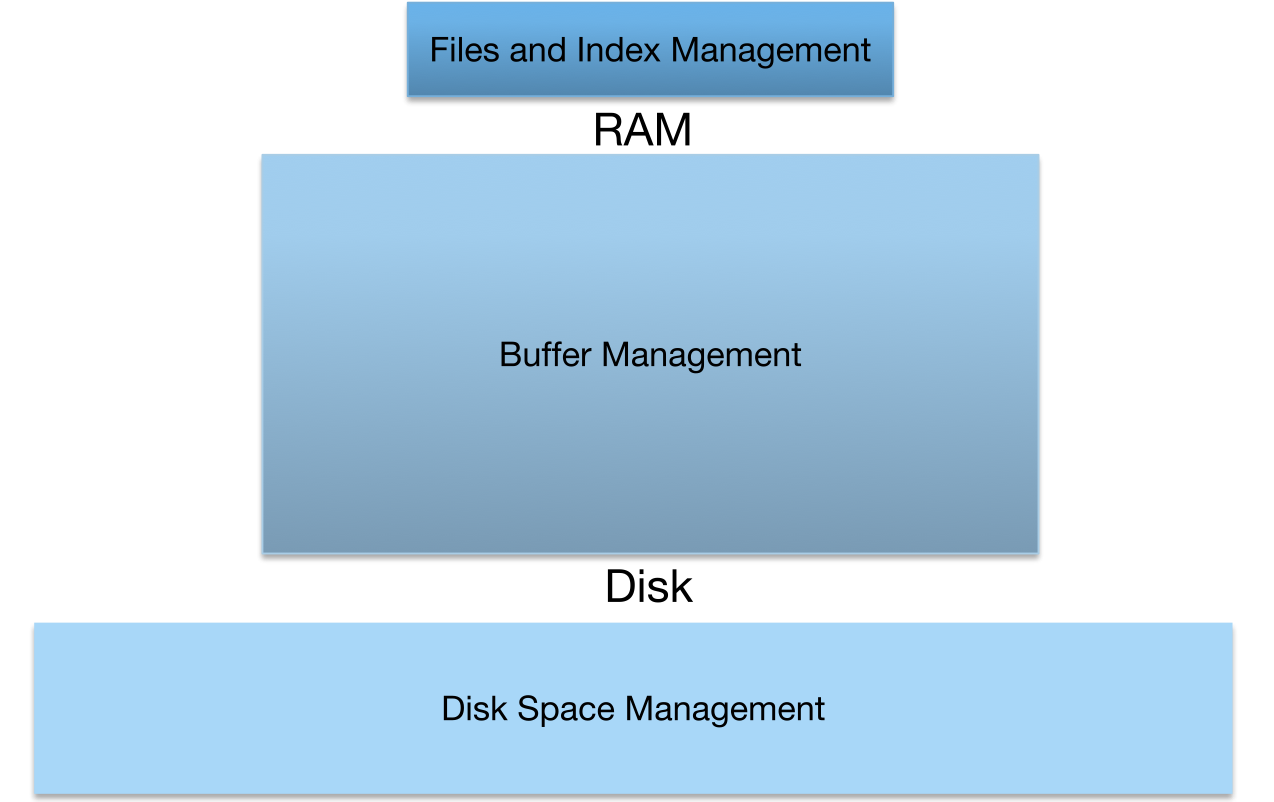 Files and Index Management
RAM
Buffer Management
Disk
Disk Space Management